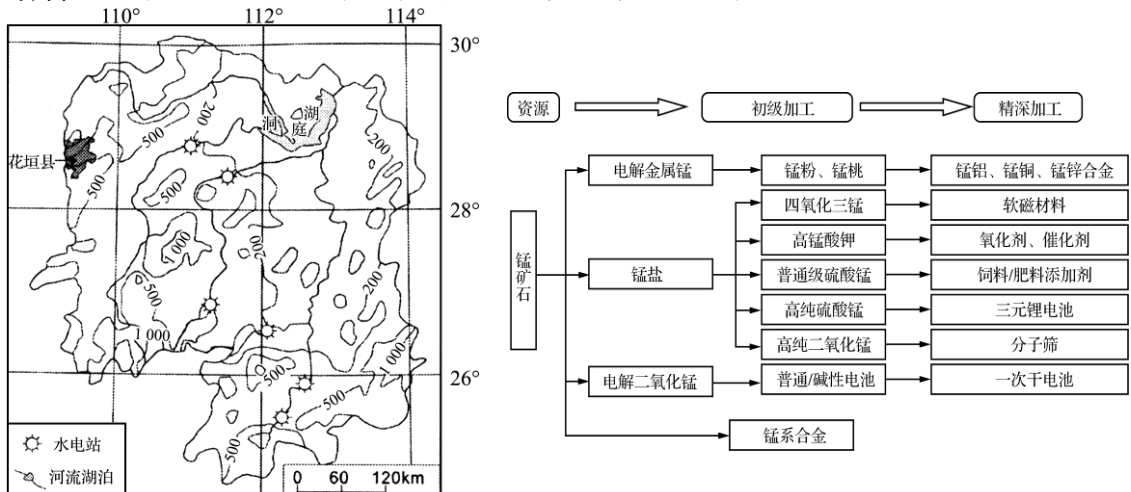 110°
112°
114°
30°
28°
26°
500
200
500
洞
庭
湖
200
花垣县
500
500
1 000
200
200
500
1 000
1 000
500
500
500
500
水电站
河流湖泊
0 60 120km
资源
初级加工
精深加工
锰矿石
电解金属锰
锰粉、锰桃
锰铝、锰铜、锰锌合金
锰盐
四氧化三锰
软磁材料
高锰酸钾
氧化剂、催化剂
普通级硫酸锰
饲料/肥料添加剂
高纯硫酸锰
三元锂电池
高纯二氧化锰
分子筛
电解二氧化锰
普通/碱性电池
一次干电池
锰系合金